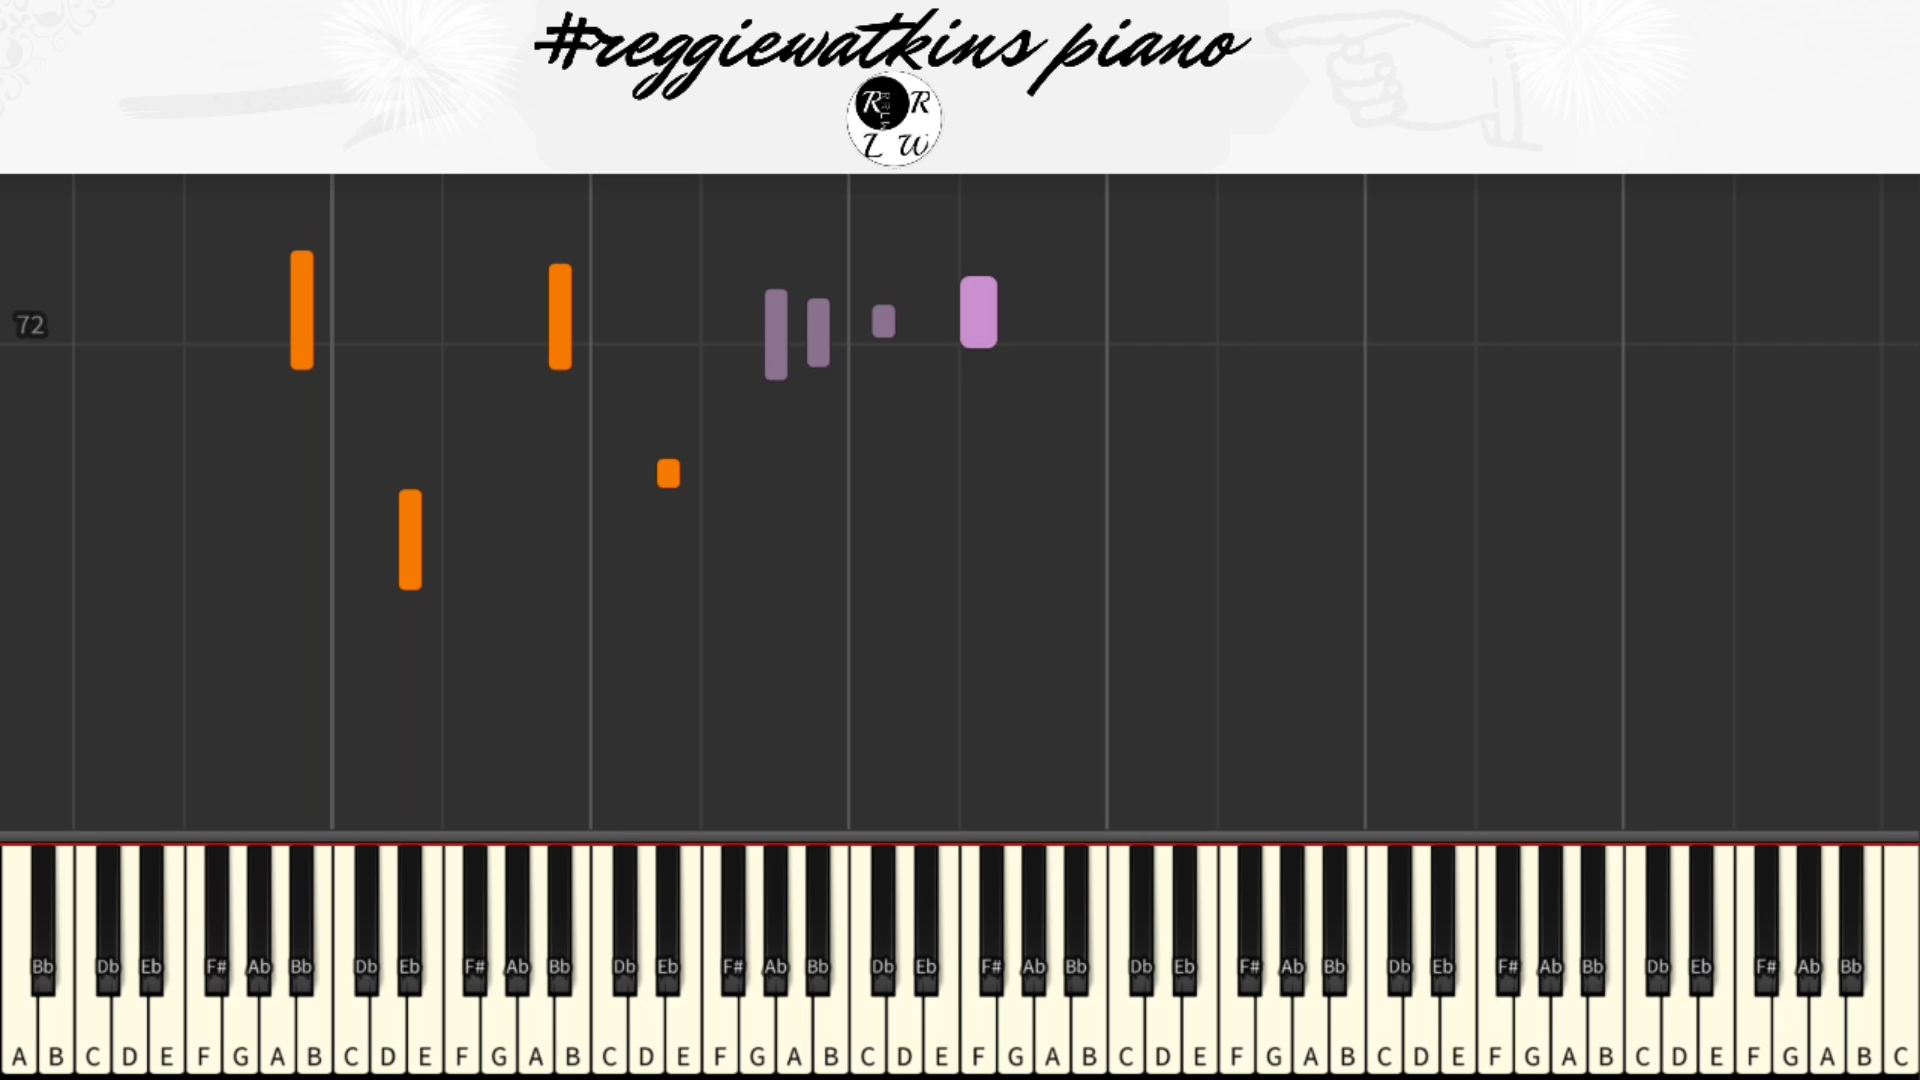 #reggiewatkins piano
R R
L W
72
Bb Db Eb F# Ab Bb Db Eb F# Ab Bb Db Eb F# Ab Bb Db Eb F# Ab Bb Db Eb F# Ab Bb Db Eb F# Ab Bb Db Eb F# Ab Bb
A B C D E F G A B C D E F G A B C D E F G A B C D E F G A B C D E F G A B C D E F G A B C D E F G A B C